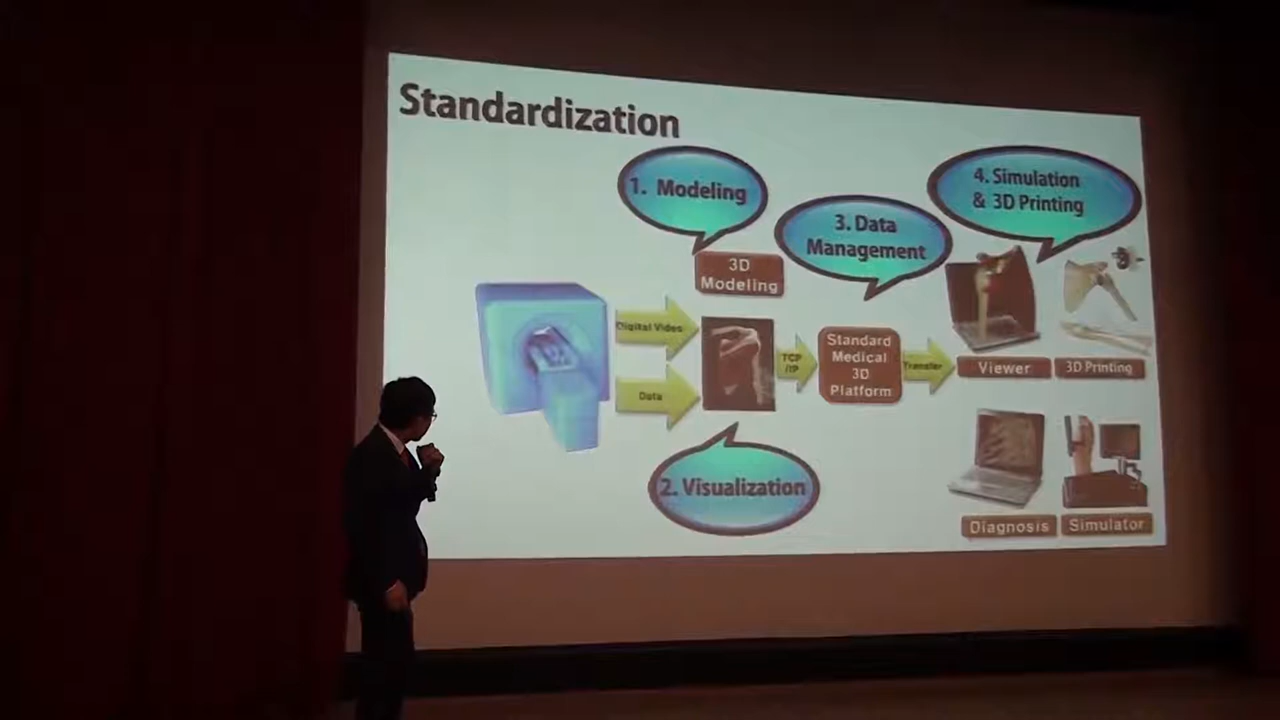 Standardization
1. Modeling
3. Data
Management
4. Simulation
& 3D Printing
3D
Modeling
Digital Video
Data
TCP
/IP
Standard
Medical
3D
Platform
Transfer
Viewer
3D Printing
2. Visualization
Diagnosis
Simulator